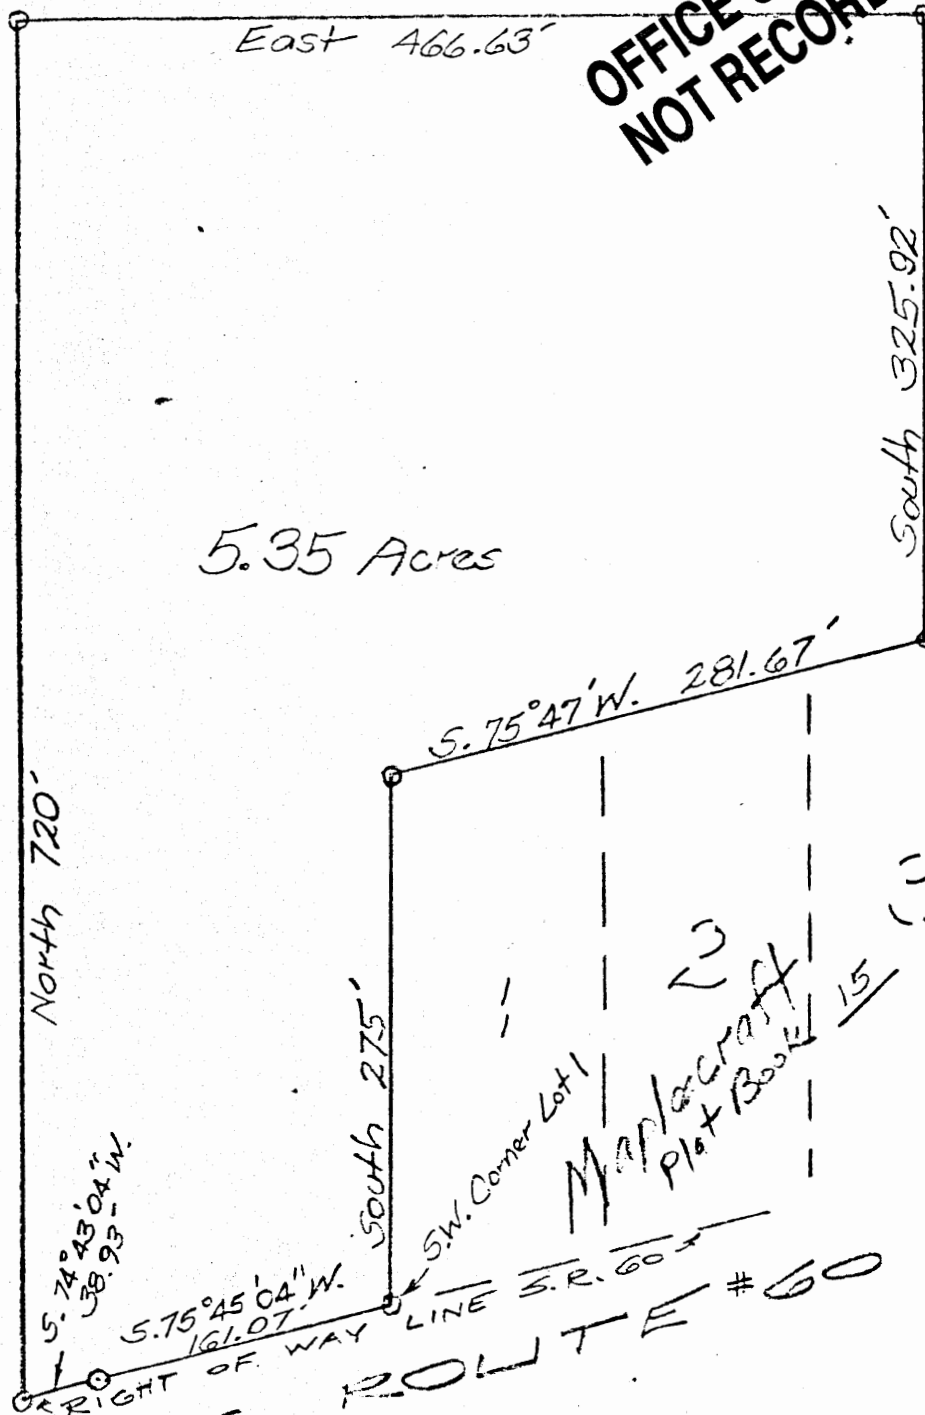 East 466.63'
OFFICE
NOT RECORD
South 325.92'
5.35 Acres
S. 75°47' W. 281.67'
North 720'
South 275'
1
2
Maplecraft
Plat Book 15
S.W. Corner Lot 1
S. 74°43'04" W.
38.93'
S.75°45'04" W.
161.07'
RIGHT OF WAY LINE S.R. 60
ROUTE #60